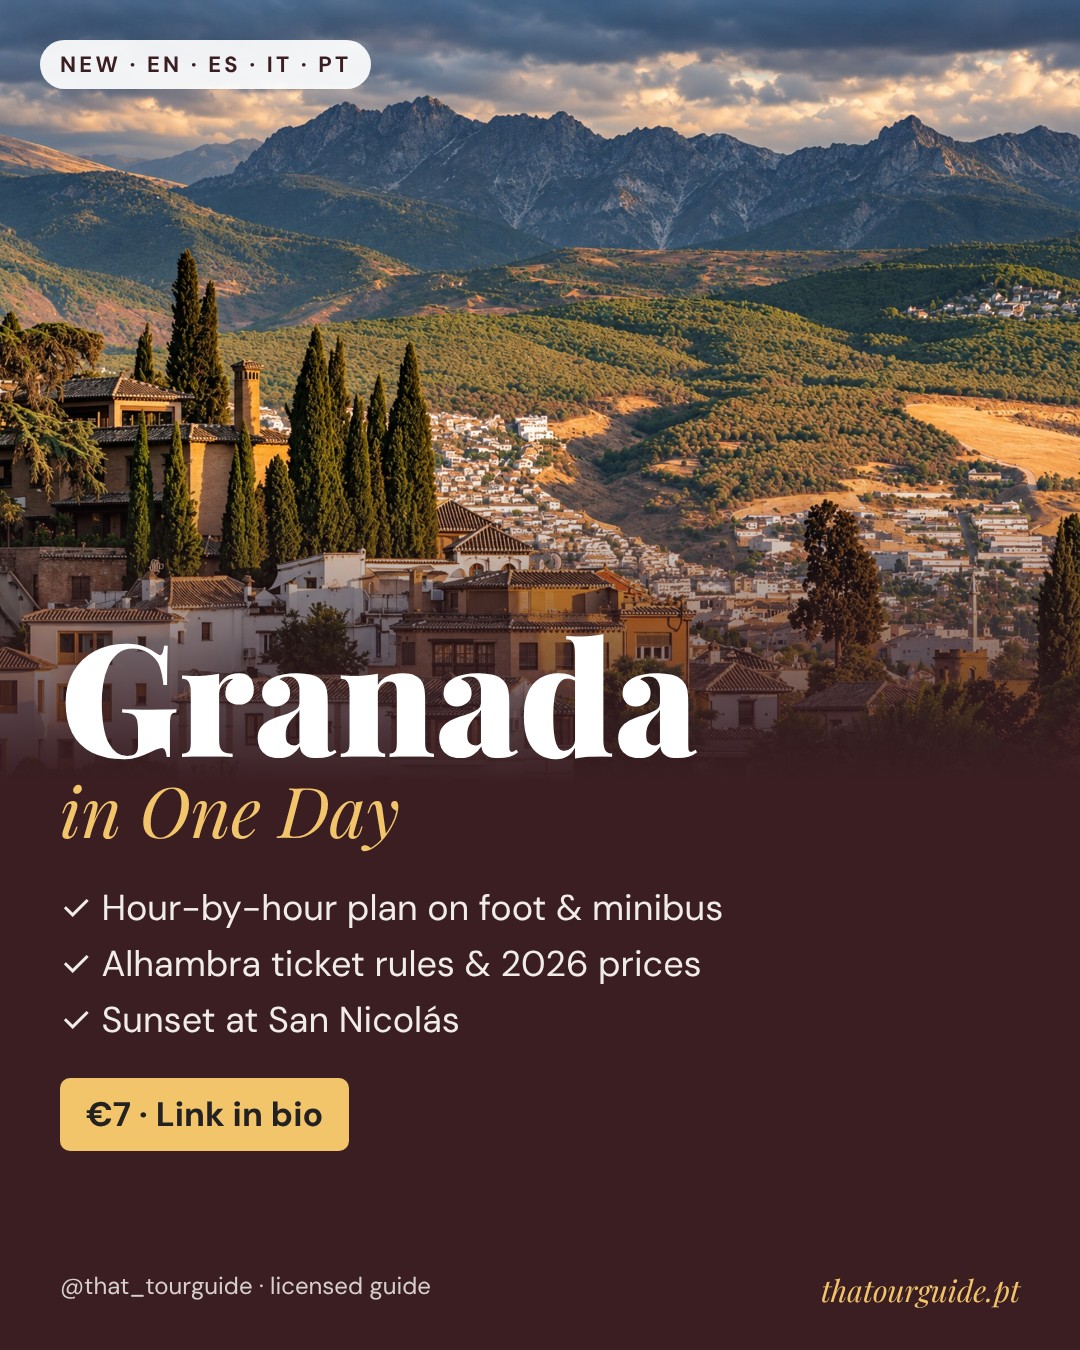 NEW · EN · ES · IT · PT
Granada
in One Day
✓ Hour-by-hour plan on foot & minibus
✓ Alhambra ticket rules & 2026 prices
✓ Sunset at San Nicolás
€7 · Link in bio
@that_tourguide · licensed guide
thatourguide.pt